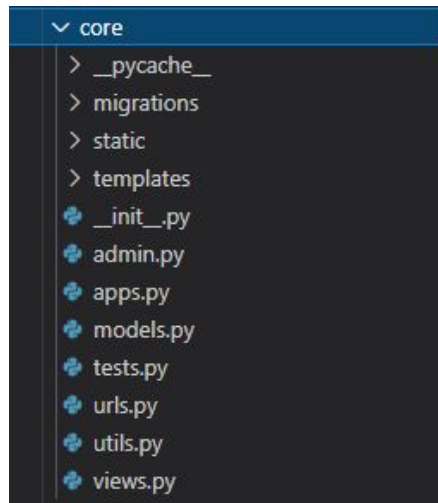 core
__pycache__
migrations
static
templates
__init__.py
admin.py
apps.py
models.py
tests.py
urls.py
utils.py
views.py